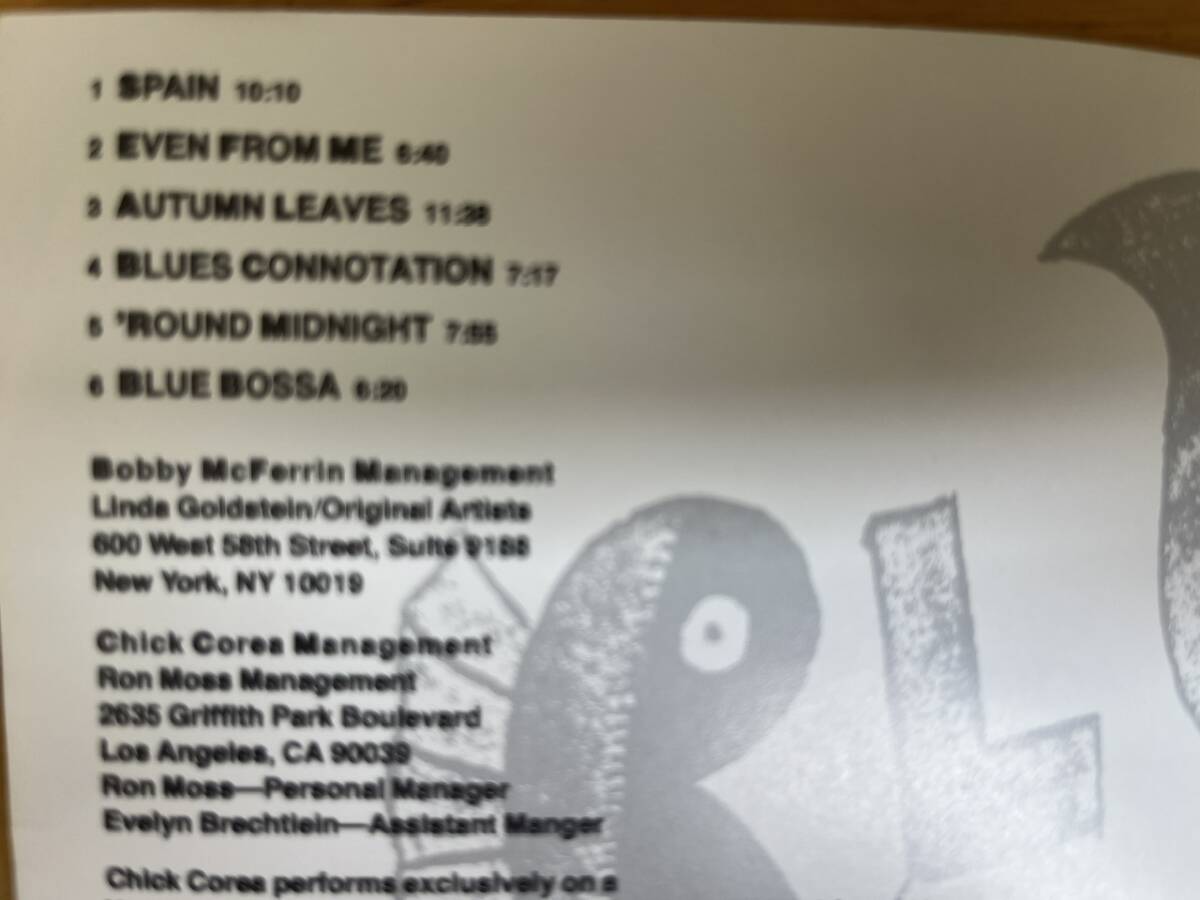 1 SPAIN 10:10
2 EVEN FROM ME 6:40
3 AUTUMN LEAVES 11:38
4 BLUES CONNOTATION 7:17
5 'ROUND MIDNIGHT 7:55
6 BLUE BOSSA 6:20
Bobby McFerrin Management
Linda Goldstein/Original Artists
600 West 58th Street, Suite
New York, NY 10019
Chick Corea Management
Ron Moss Management
2635 Griffith Park Boulevard
Los Angeles, CA 90039
Ron Moss—Personal Manager
Evelyn Brechtlein—Assistant Manger
Chick Corea performs exclusively on a